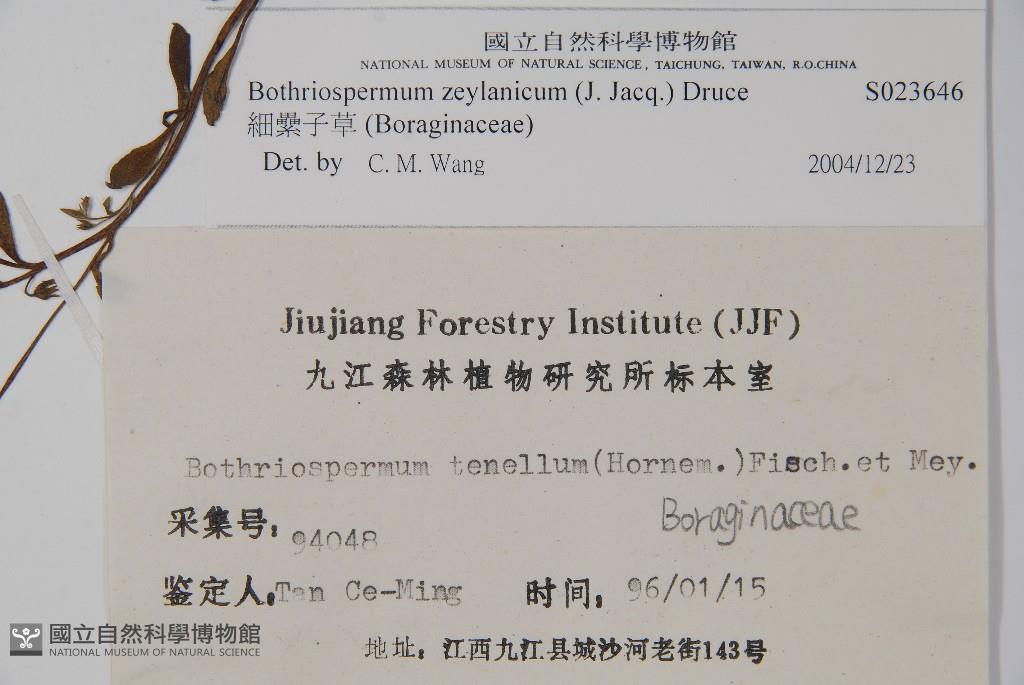 國立自然科學博物館
NATIONAL MUSEUM OF NATURAL SCIENCE, TAICHUNG, TAIWAN, R.O.CHINA
Bothriospermum zeylanicum (J. Jacq.) Druce S023646
細纍子草 (Boraginaceae)
Det. by C. M. Wang 2004/12/23
Jiujiang Forestry Institute (JJF)
九江森林植物研究所标本室
Bothriospermum tenellum(Hornem.)Fisch.et Mey.
Boraginaceae
采集号: 94048
鉴定人:Tan Ce-Ming 时间: 96/01/15
地址: 江西九江县城沙河老街143号
國立自然科學博物館
NATIONAL MUSEUM OF NATURAL SCIENCE